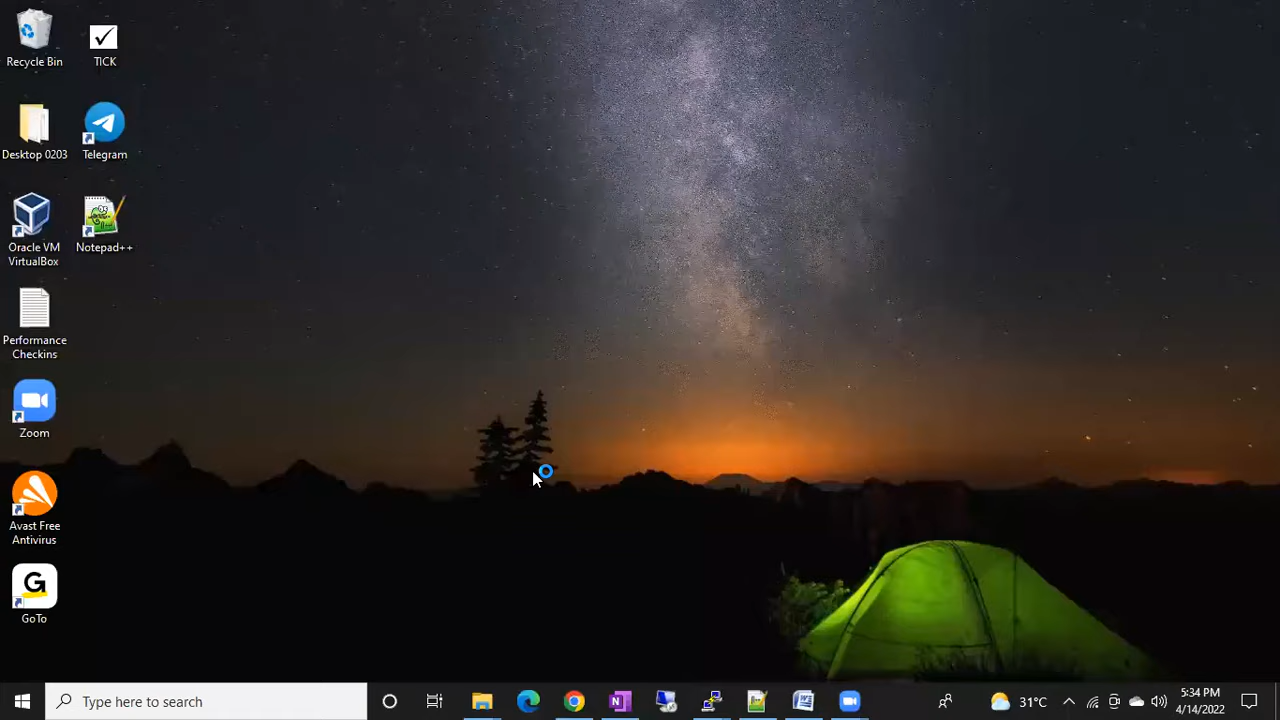 Recycle Bin
TICK
Desktop 0203
Telegram
Oracle VM
VirtualBox
Notepad++
Performance
Checkins
Zoom
Avast Free
Antivirus
G
GoTo
Type here to search
31°C
5:34 PM
4/14/2022